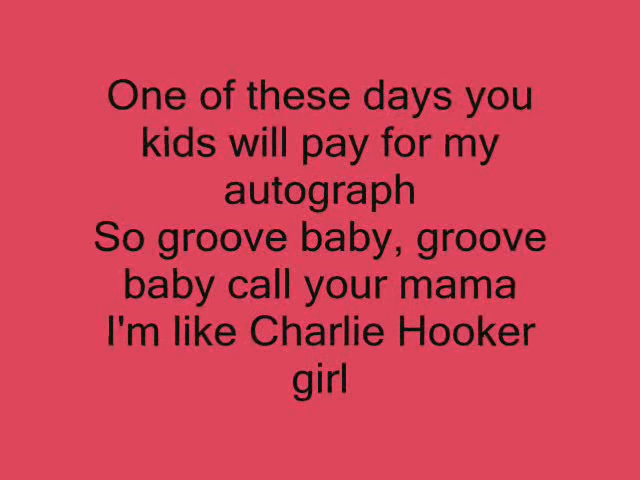 One of these days you
kids will pay for my
autograph
So groove baby, groove
baby call your mama
I'm like Charlie Hooker
girl